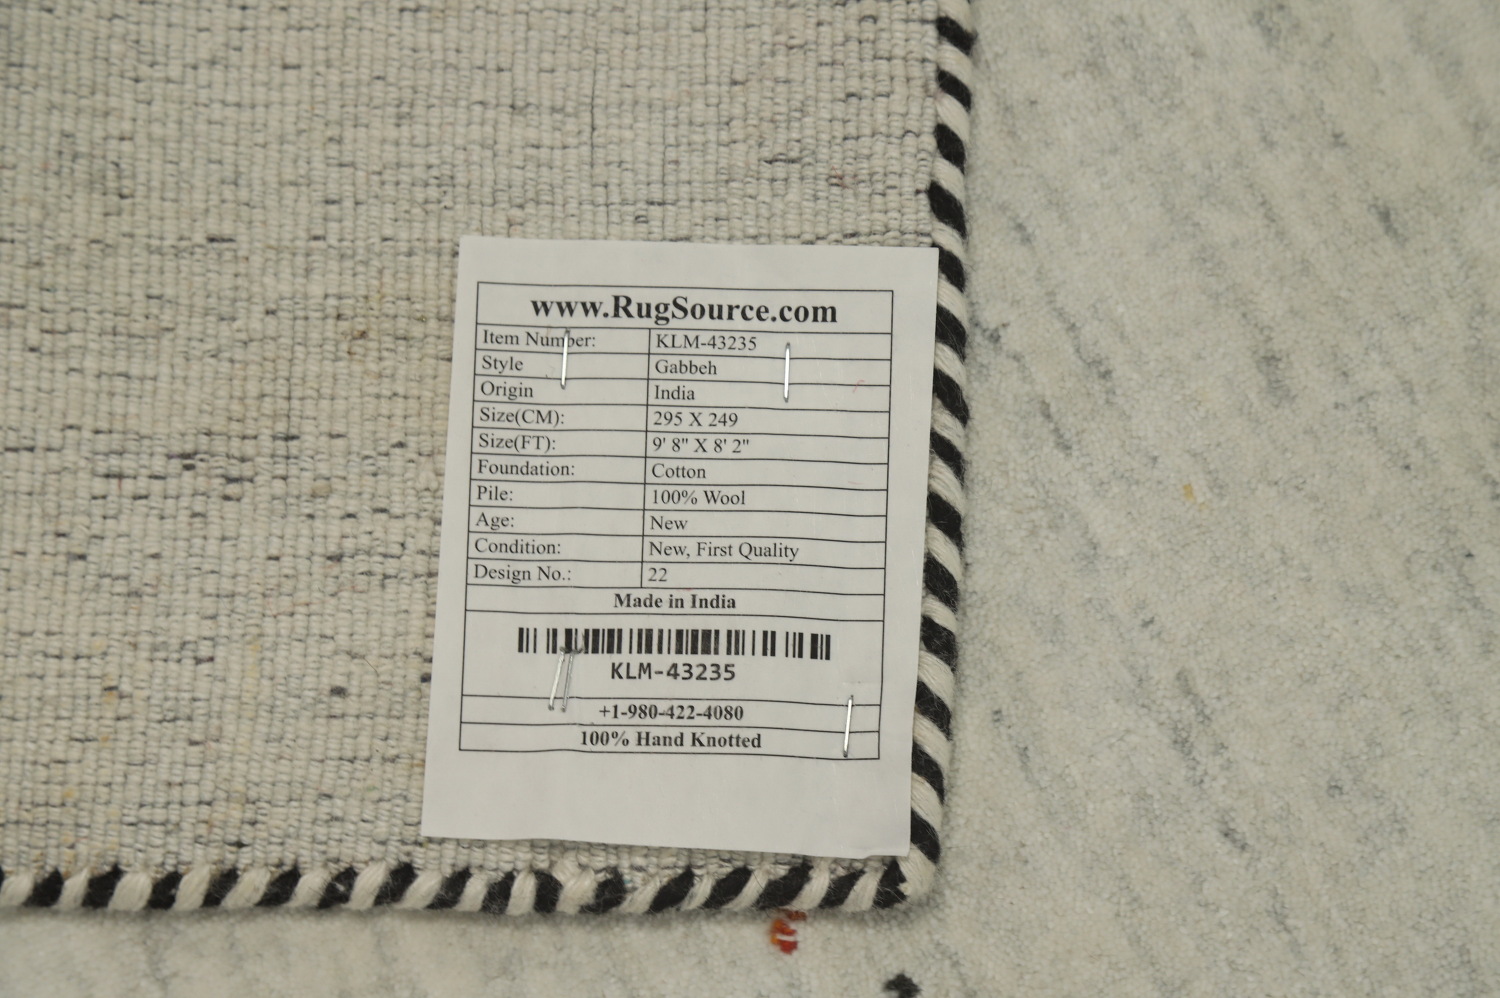 www.RugSource.com
Item Number: KLM-43235
Style Gabbeh
Origin India
Size(CM): 295 X 249
Size(FT): 9' 8" X 8' 2"
Foundation: Cotton
Pile: 100% Wool
Age: New
Condition: New, First Quality
Design No.: 22
Made in India
KLM-43235
+1-980-422-4080
100% Hand Knotted